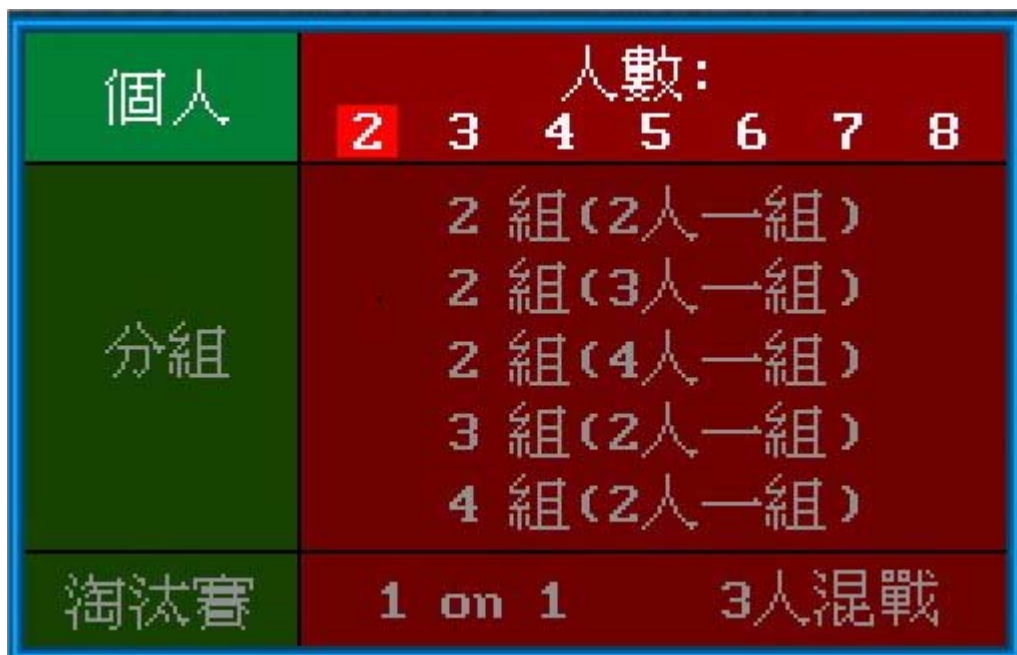 個人
人數:
2 3 4 5 6 7 8
分組
2 組(2人一組)
2 組(3人一組)
2 組(4人一組)
3 組(2人一組)
4 組(2人一組)
淘汰賽
1 on 1 3人混戰